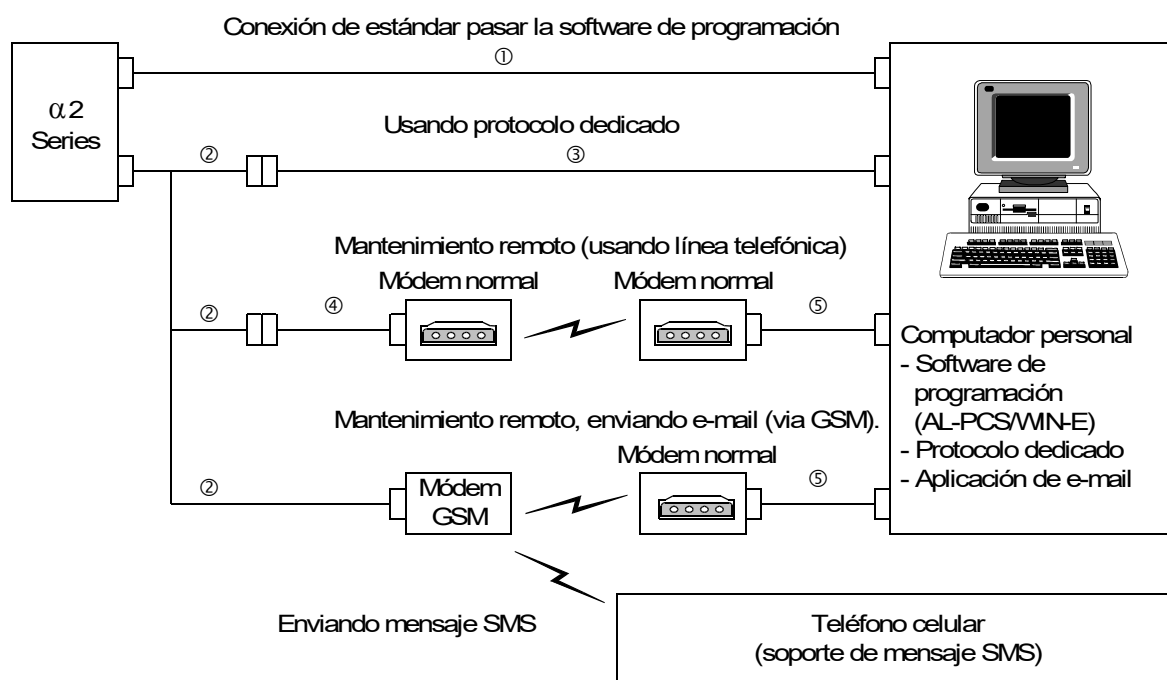 Conexión de estándar pasar la software de programación
①
α2
Series
Usando protocolo dedicado
②
③
Mantenimiento remoto (usando línea telefónica)
Módem normal
Módem normal
②
④
⑤
Computador personal
- Software de
programación
(AL-PCS/WIN-E)
- Protocolo dedicado
- Aplicación de e-mail
Mantenimiento remoto, enviando e-mail (via GSM).
Módem normal
②
Módem
GSM
⑤
Enviando mensaje SMS
Teléfono celular
(soporte de mensaje SMS)